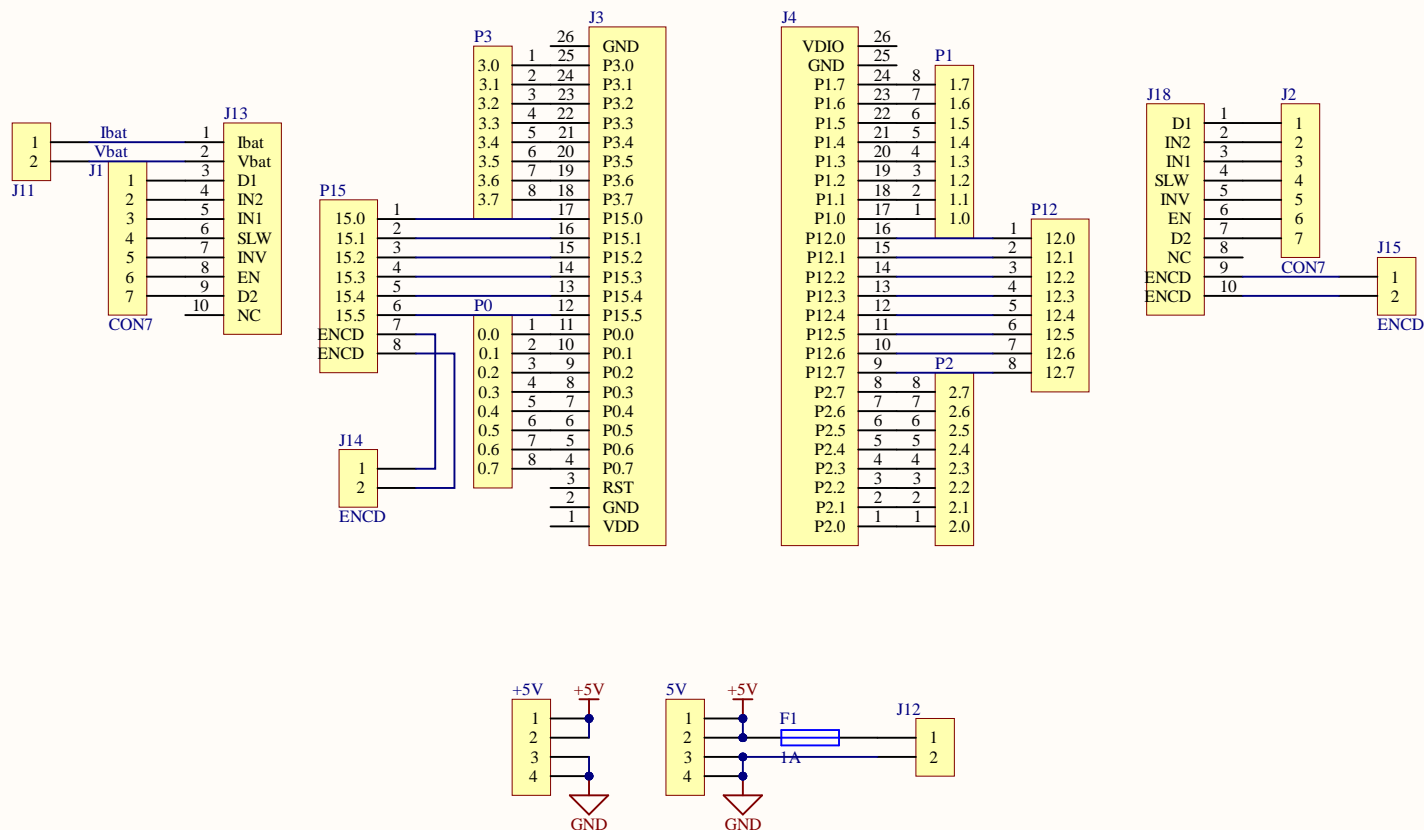 J3 J4
P3 P1
26 GND VDIO 26
3.0 1 25 P3.0 GND 25
3.1 2 24 P3.1 P1.7 24 8 1.7
3.2 3 23 P3.2 P1.6 23 7 1.6
3.3 4 22 P3.3 P1.5 22 6 1.5
3.4 5 21 P3.4 P1.4 21 5 1.4
3.5 6 20 P3.5 P1.3 20 4 1.3
3.6 7 19 P3.6 P1.2 19 3 1.2
3.7 8 18 P3.7 P1.1 18 2 1.1
17 P15.0 P1.0 17 1 1.0
16 P15.1 P12.0 16
15 P15.2 P12.1 15
14 P15.3 P12.2 14
13 P15.4 P12.3 13
12 P15.5 P12.4 12
P0
0.0 1 11 P0.0 P12.5 11
0.1 2 10 P0.1 P12.6 10
0.2 3 9 P0.2 P12.7 9
P2
0.3 4 8 P0.3 P2.7 8 8 2.7
0.4 5 7 P0.4 P2.6 7 7 2.6
0.5 6 6 P0.5 P2.5 6 6 2.5
0.6 7 5 P0.6 P2.4 5 5 2.4
0.7 8 4 P0.7 P2.3 4 4 2.3
3 RST P2.2 3 3 2.2
2 GND P2.1 2 2 2.1
1 VDD P2.0 1 1 2.0
J13
1 Ibat 1 Ibat
2 Vbat 2 Vbat
J11
J1
1 3 D1
2 4 IN2
3 5 IN1
4 6 SLW
5 7 INV
6 8 EN
7 9 D2
10 NC
CON7
P15
15.0 1
15.1 2
15.2 3
15.3 4
15.4 5
15.5 6
ENCD 7
ENCD 8
J14
1
2
ENCD
P12
1 12.0
2 12.1
3 12.2
4 12.3
5 12.4
6 12.5
7 12.6
8 12.7
J18 J2
D1 1 1
IN2 2 2
IN1 3 3
SLW 4 4
INV 5 5
EN 6 6
D2 7 7
NC 8
CON7
J15
ENCD 9 1
ENCD 10 2
ENCD
+5V +5V
1
2
3
4
GND
5V +5V
F1 J12
1
2 1
3 1A 2
4
GND